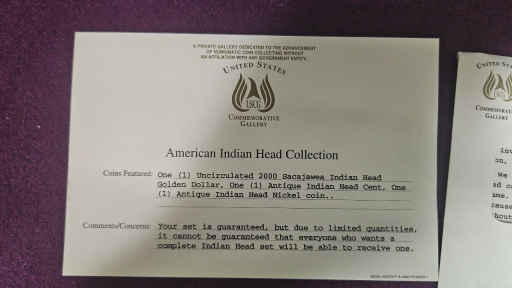 A PRIVATE GALLERY DEDICATED TO THE ADVANCEMENT
OF NUMISMATIC COIN COLLECTING WITHOUT
AN AFFILIATION WITH ANY GOVERNMENT ENTITY.
UNITED STATES
USCG
COMMEMORATIVE
GALLERY
American Indian Head Collection
Coins Featured: One (1) Uncirculated 2000 Sacajawea Indian Head
Golden Dollar, One (1) Antique Indian Head Cent, One
(1) Antique Indian Head Nickel coin..
Comments/Concerns: Your set is guaranteed, but due to limited quantities,
it cannot be guaranteed that everyone who wants a
complete Indian Head set will be able to receive one.
UNITED STATES
COMMEMORATIVE
GALLERY
We